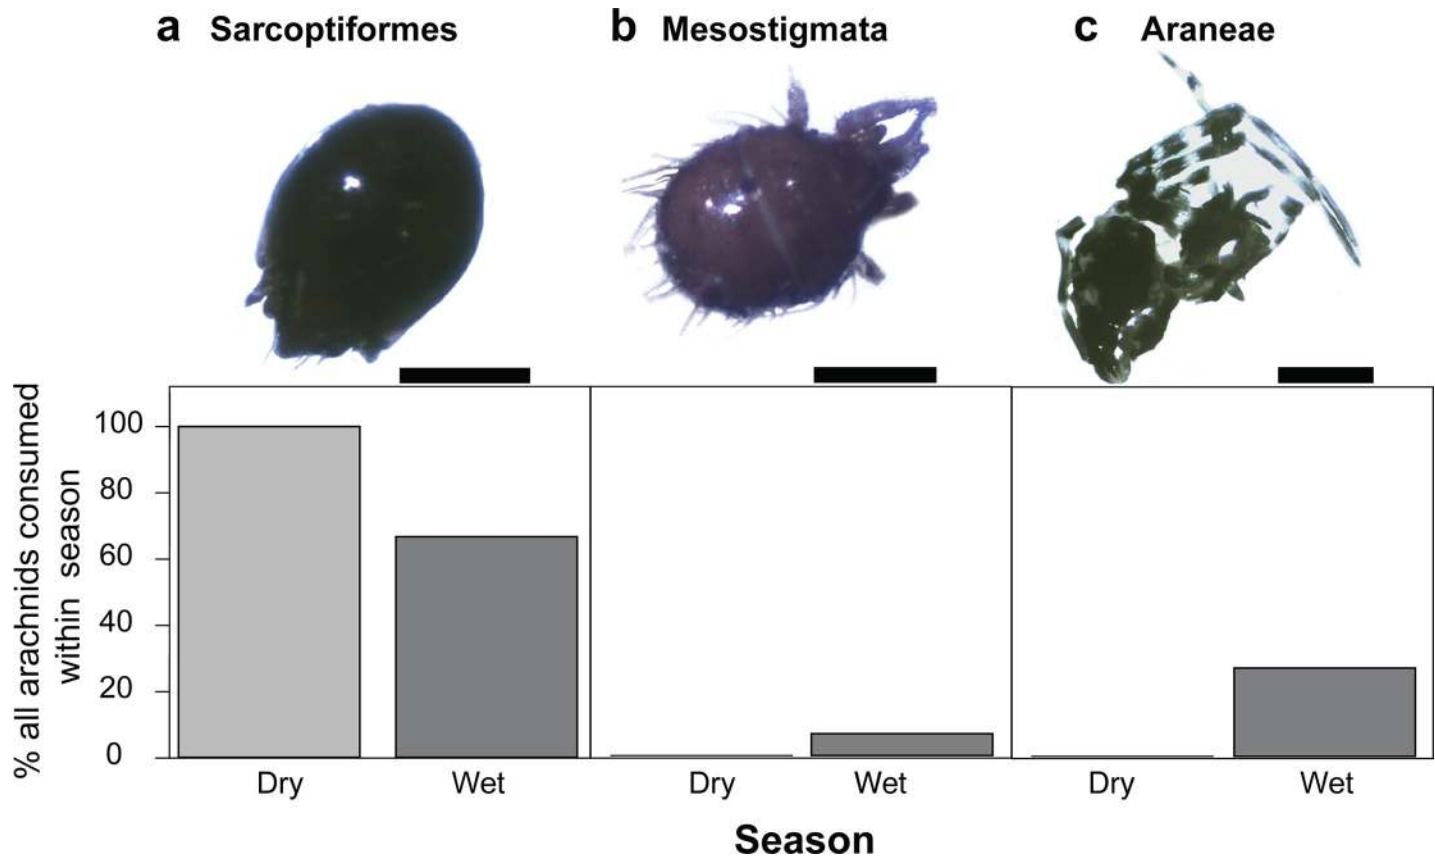 a Sarcoptiformes
b Mesostigmata
c Araneae
% all arachnids consumed
within season
100
80
60
40
20
0
Dry Wet
Dry Wet
Dry Wet
Season